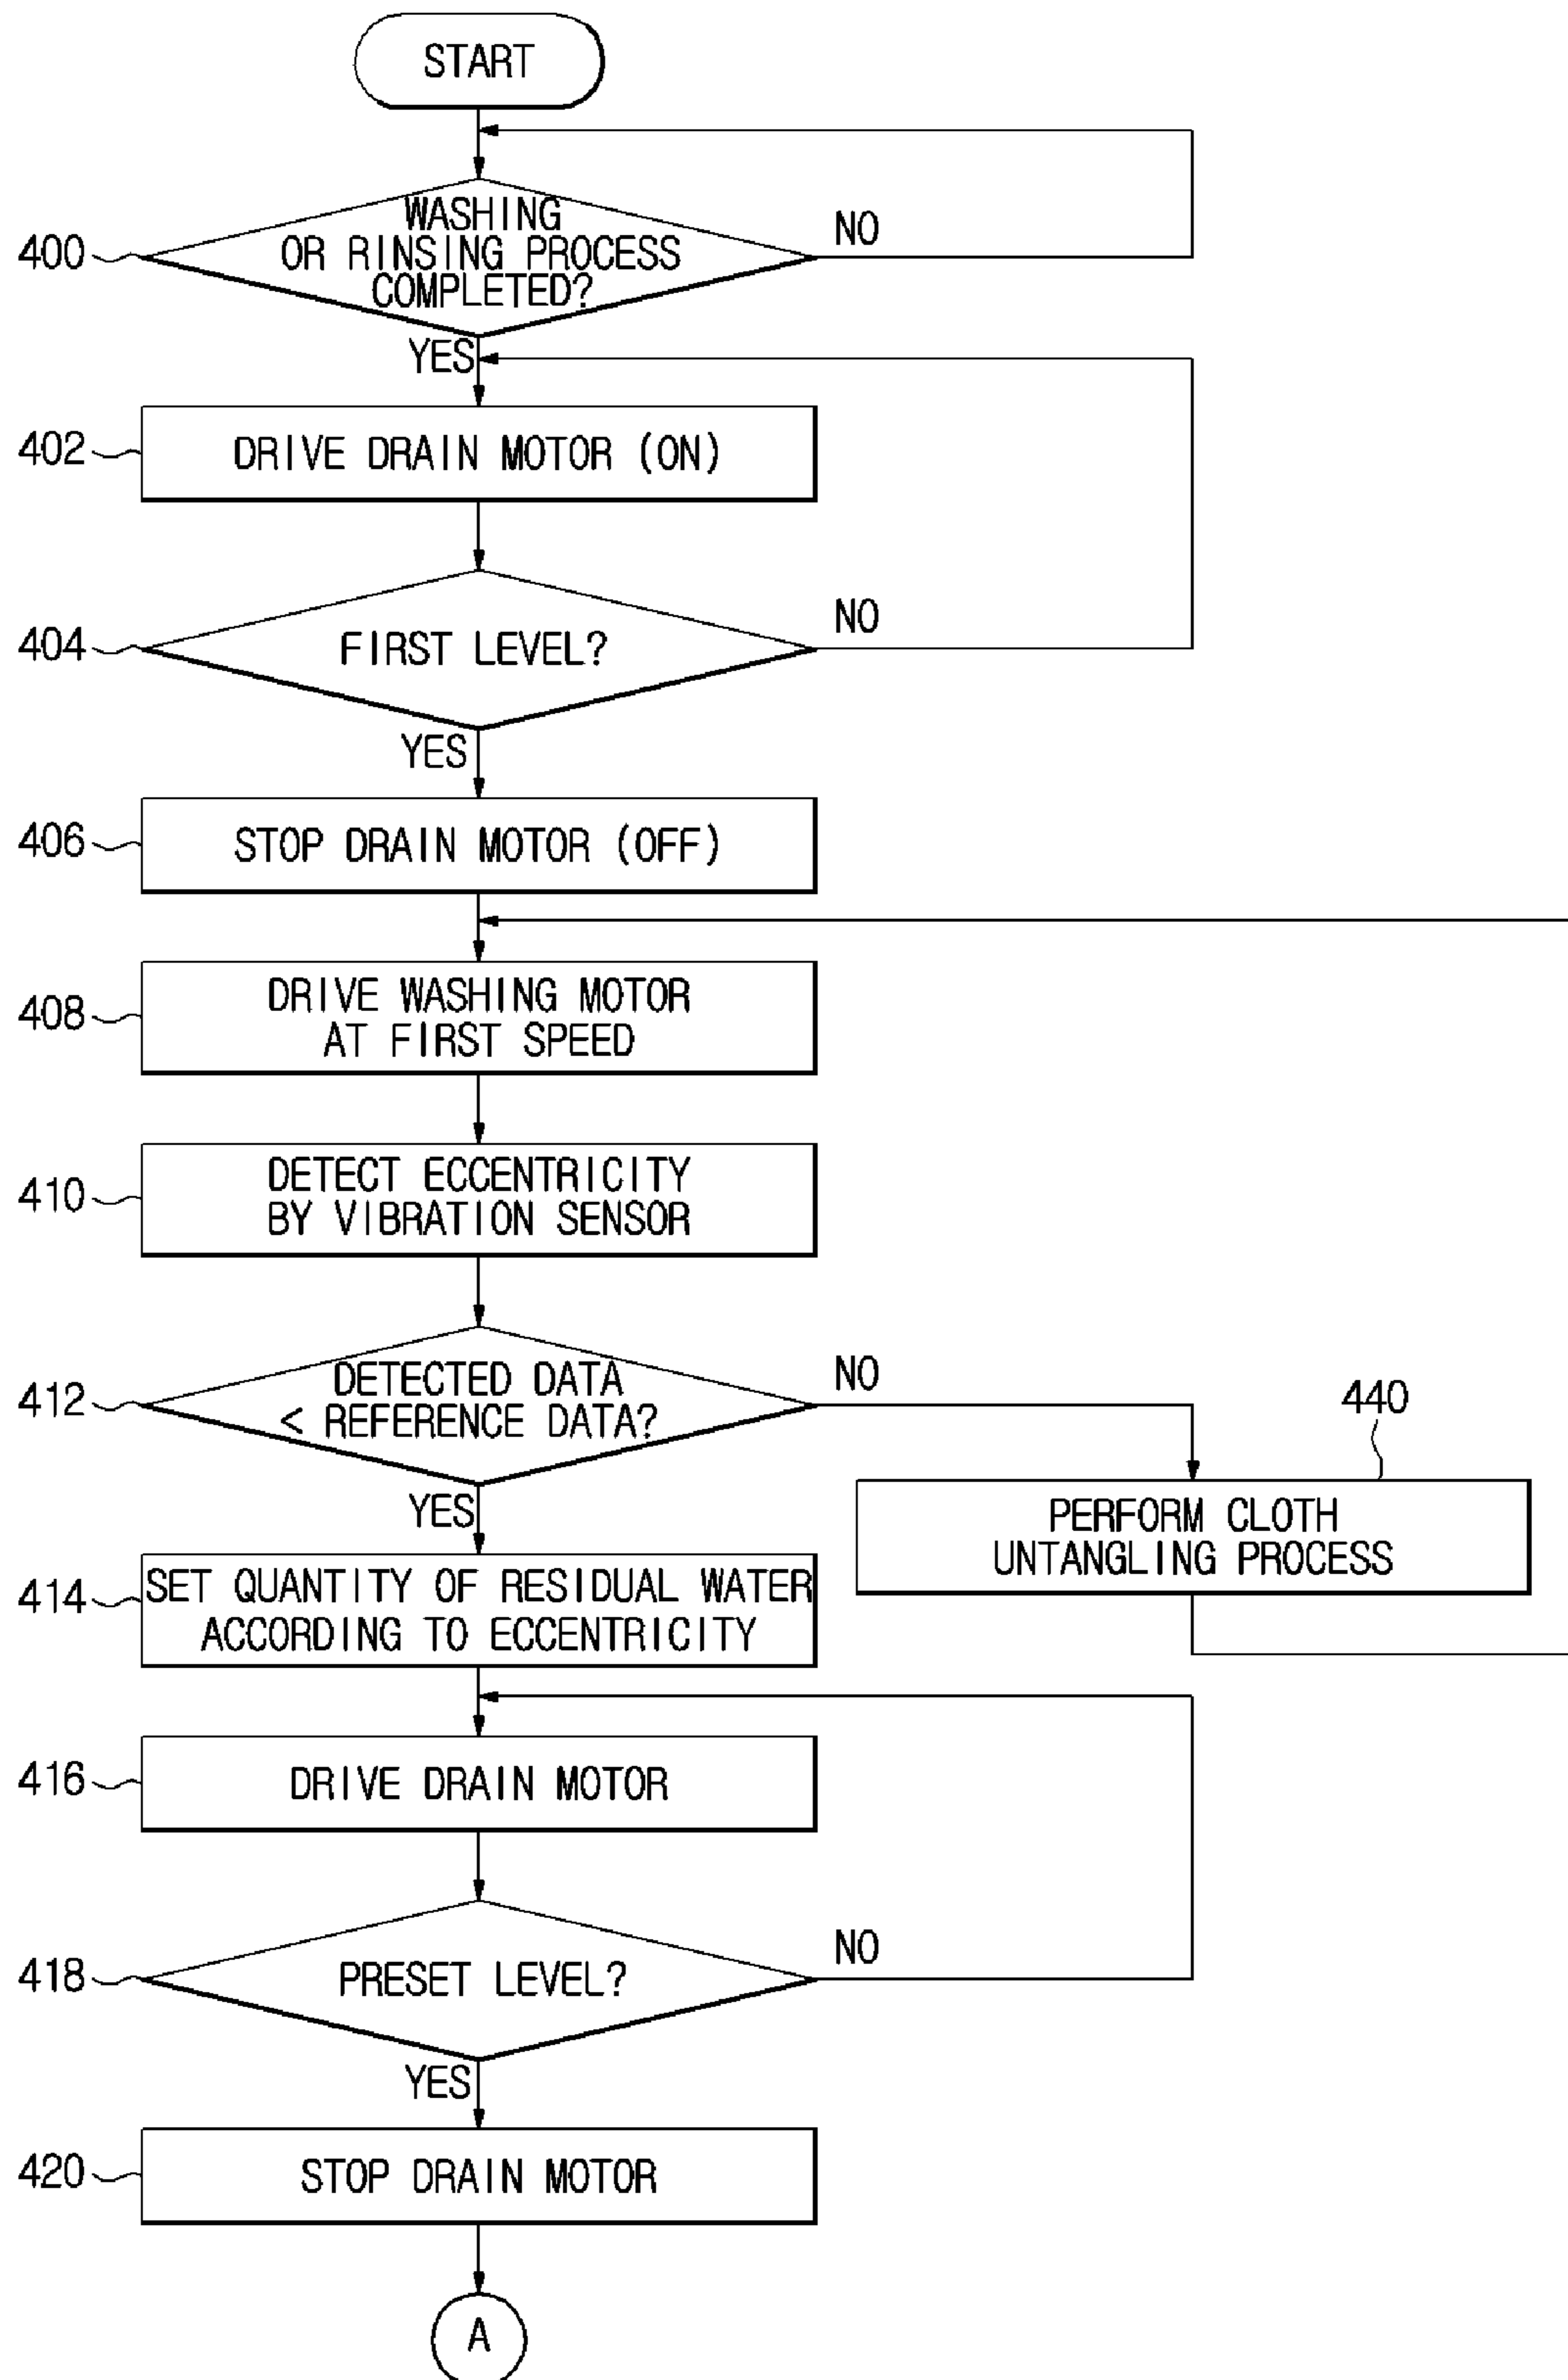 START
WASHING
OR RINSING PROCESS
COMPLETED?
NO
400
YES
402
DRIVE DRAIN MOTOR (ON)
404
FIRST LEVEL?
NO
YES
406
STOP DRAIN MOTOR (OFF)
408
DRIVE WASHING MOTOR
AT FIRST SPEED
410
DETECT ECCENTRICITY
BY VIBRATION SENSOR
412
DETECTED DATA
< REFERENCE DATA?
NO
440
PERFORM CLOTH
UNTANGLING PROCESS
YES
414
SET QUANTITY OF RESIDUAL WATER
ACCORDING TO ECCENTRICITY
416
DRIVE DRAIN MOTOR
418
PRESET LEVEL?
NO
YES
420
STOP DRAIN MOTOR
A